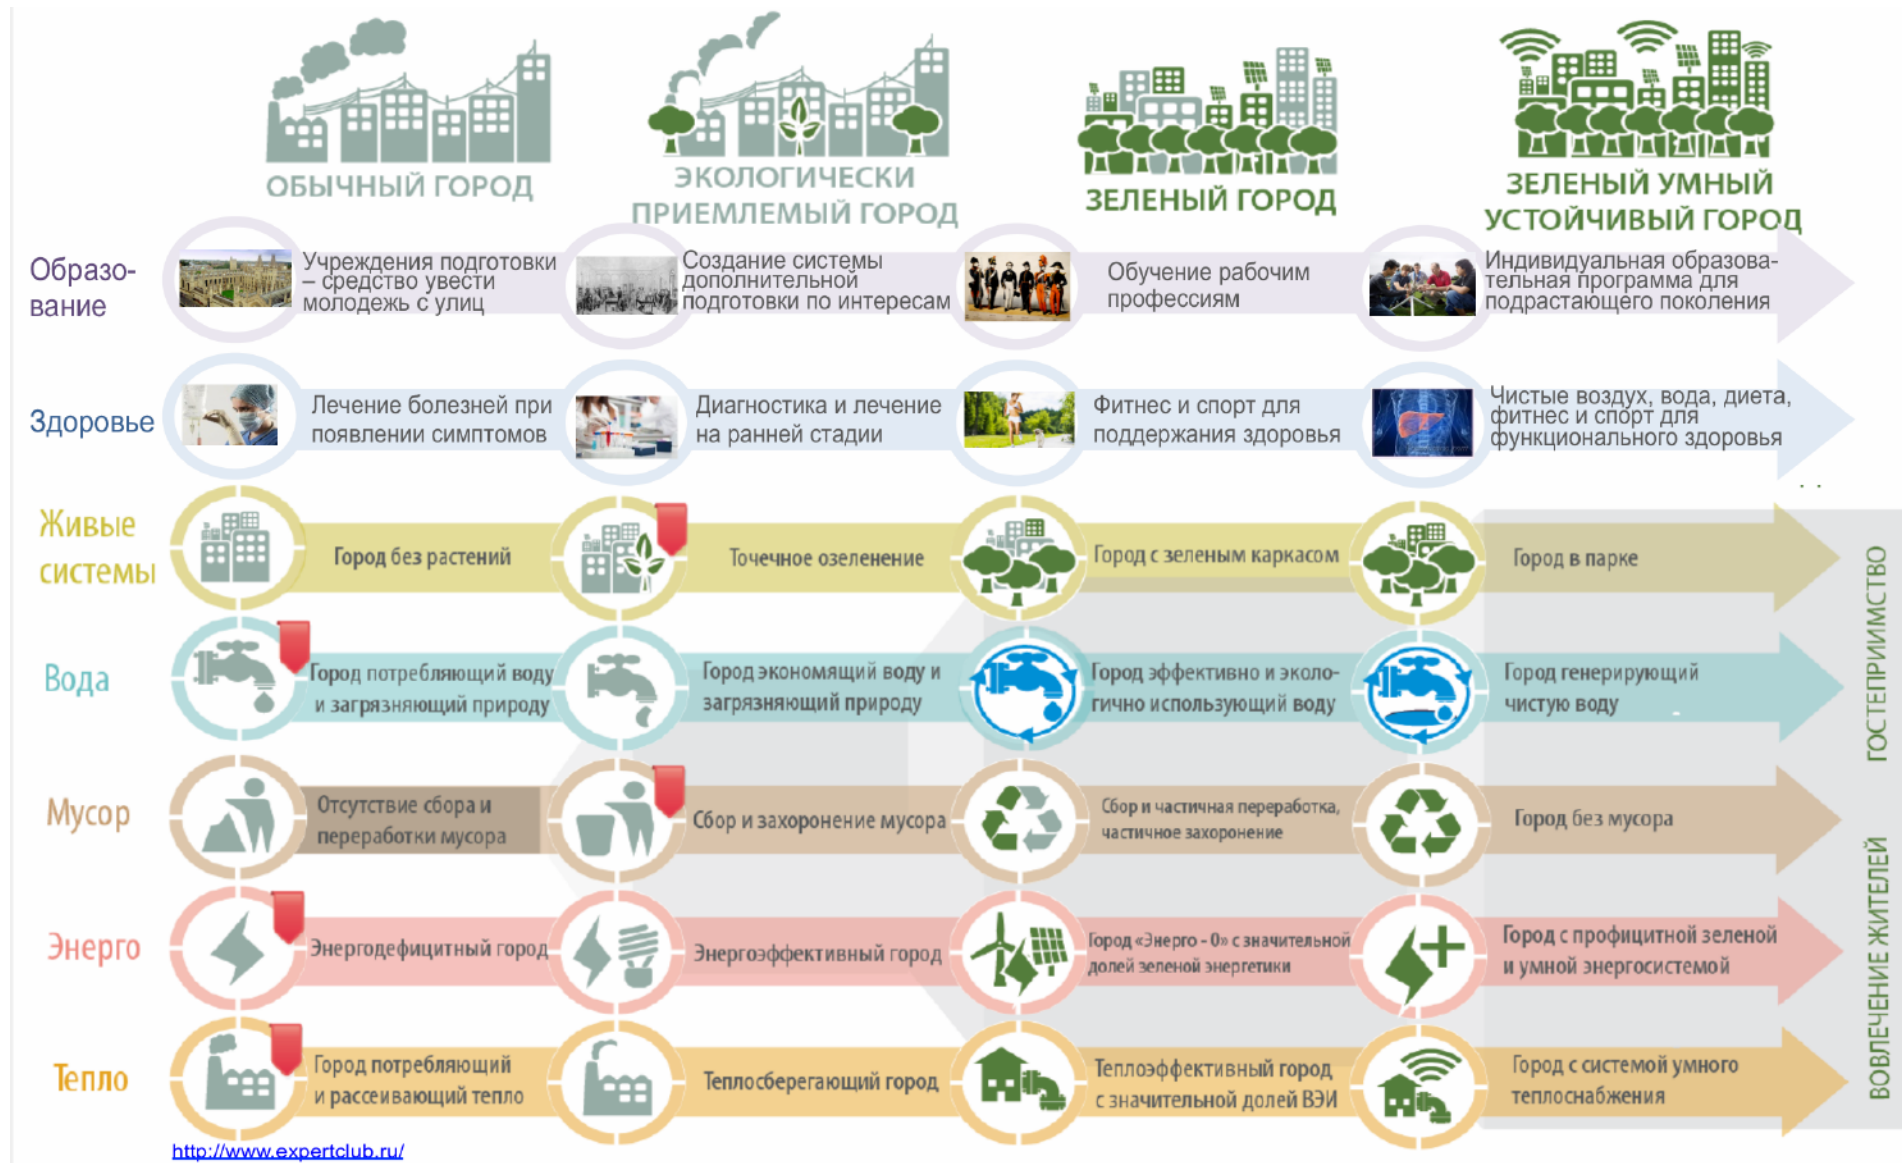 ОБЫЧНЫЙ ГОРОД
ЭКОЛОГИЧЕСКИ
ПРИЕМЛЕМЫЙ ГОРОД
ЗЕЛЕНЫЙ ГОРОД
ЗЕЛЕНЫЙ УМНЫЙ
УСТОЙЧИВЫЙ ГОРОД
Образо-
вание
Учреждения подготовки
– средство увести
молодежь с улиц
Создание системы
дополнительной
подготовки по интересам
Обучение рабочим
профессиям
Индивидуальная образова-
тельная программа для
подрастающего поколения
Здоровье
Лечение болезней при
появлении симптомов
Диагностика и лечение
на ранней стадии
Фитнес и спорт для
поддержания здоровья
Чистые воздух, вода, диета,
фитнес и спорт для
функционального здоровья
Живые
системы
Город без растений
Точечное озеленение
Город с зеленым каркасом
Город в парке
Вода
Город потребляющий воду
и загрязняющий природу
Город экономящий воду и
загрязняющий природу
Город эффективно и эколо-
гично использующий воду
Город генерирующий
чистую воду
Мусор
Отсутствие сбора и
переработки мусора
Сбор и захоронение мусора
Сбор и частичная переработка,
частичное захоронение
Город без мусора
Энерго
Энергодефицитный город
Энергоэффективный город
Город «Энерго - 0» с значительной
долей зеленой энергетики
Город с профицитной зеленой
и умной энергосистемой
Тепло
Город потребляющий
и рассеивающий тепло
Теплосберегающий город
Теплоэффективный город
с значительной долей ВЭИ
Город с системой умного
теплоснабжения
ГОСТЕПРИИМСТВО
ВОВЛЕЧЕНИЕ ЖИТЕЛЕЙ
http://www.expertclub.ru/